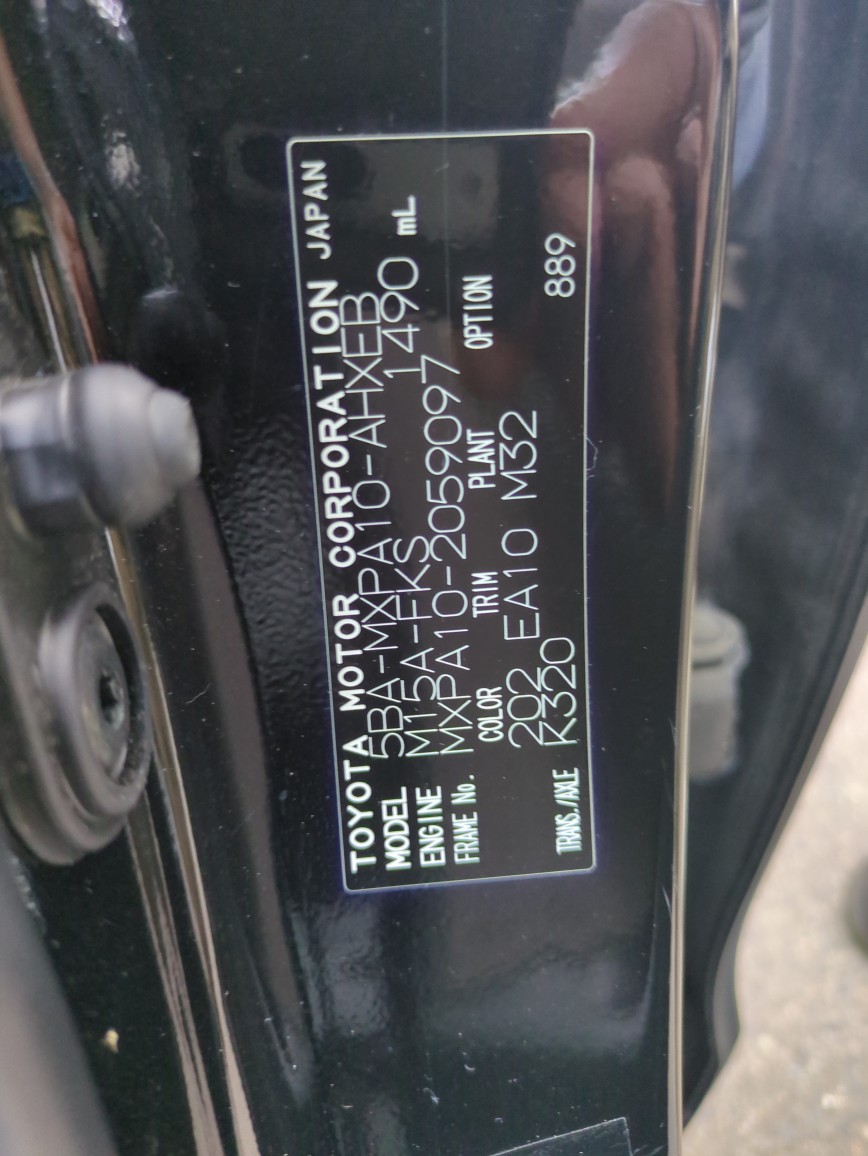 TOYOTA MOTOR CORPORATION JAPAN
MODEL 5BA-MXPA10-AHXEB
ENGINE M15A-FKS 1490 mL
FRAME No. MXPA10-2059097
COLOR TRIM PLANT OPTION
202 EA10 M32
TRANS./AXLE K320 889